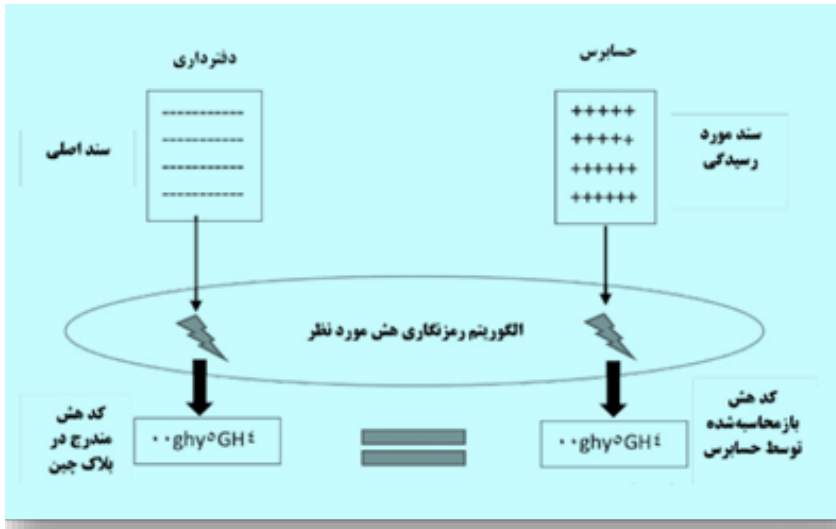 حسابرس
دفترداری
+++++
+++++
++++++
++++++
-----------
-----------
-----------
-----------
سند مورد
رسیدگی
سند اصلی
الگوریتم رمزنگاری هش مورد نظر
کد هش
بازمحاسبه‌شده
توسط حسابرس
۰۰ghy۵GH۴
۰۰ghy۵GH۴
کد هش
مندرج در
بلاک چین